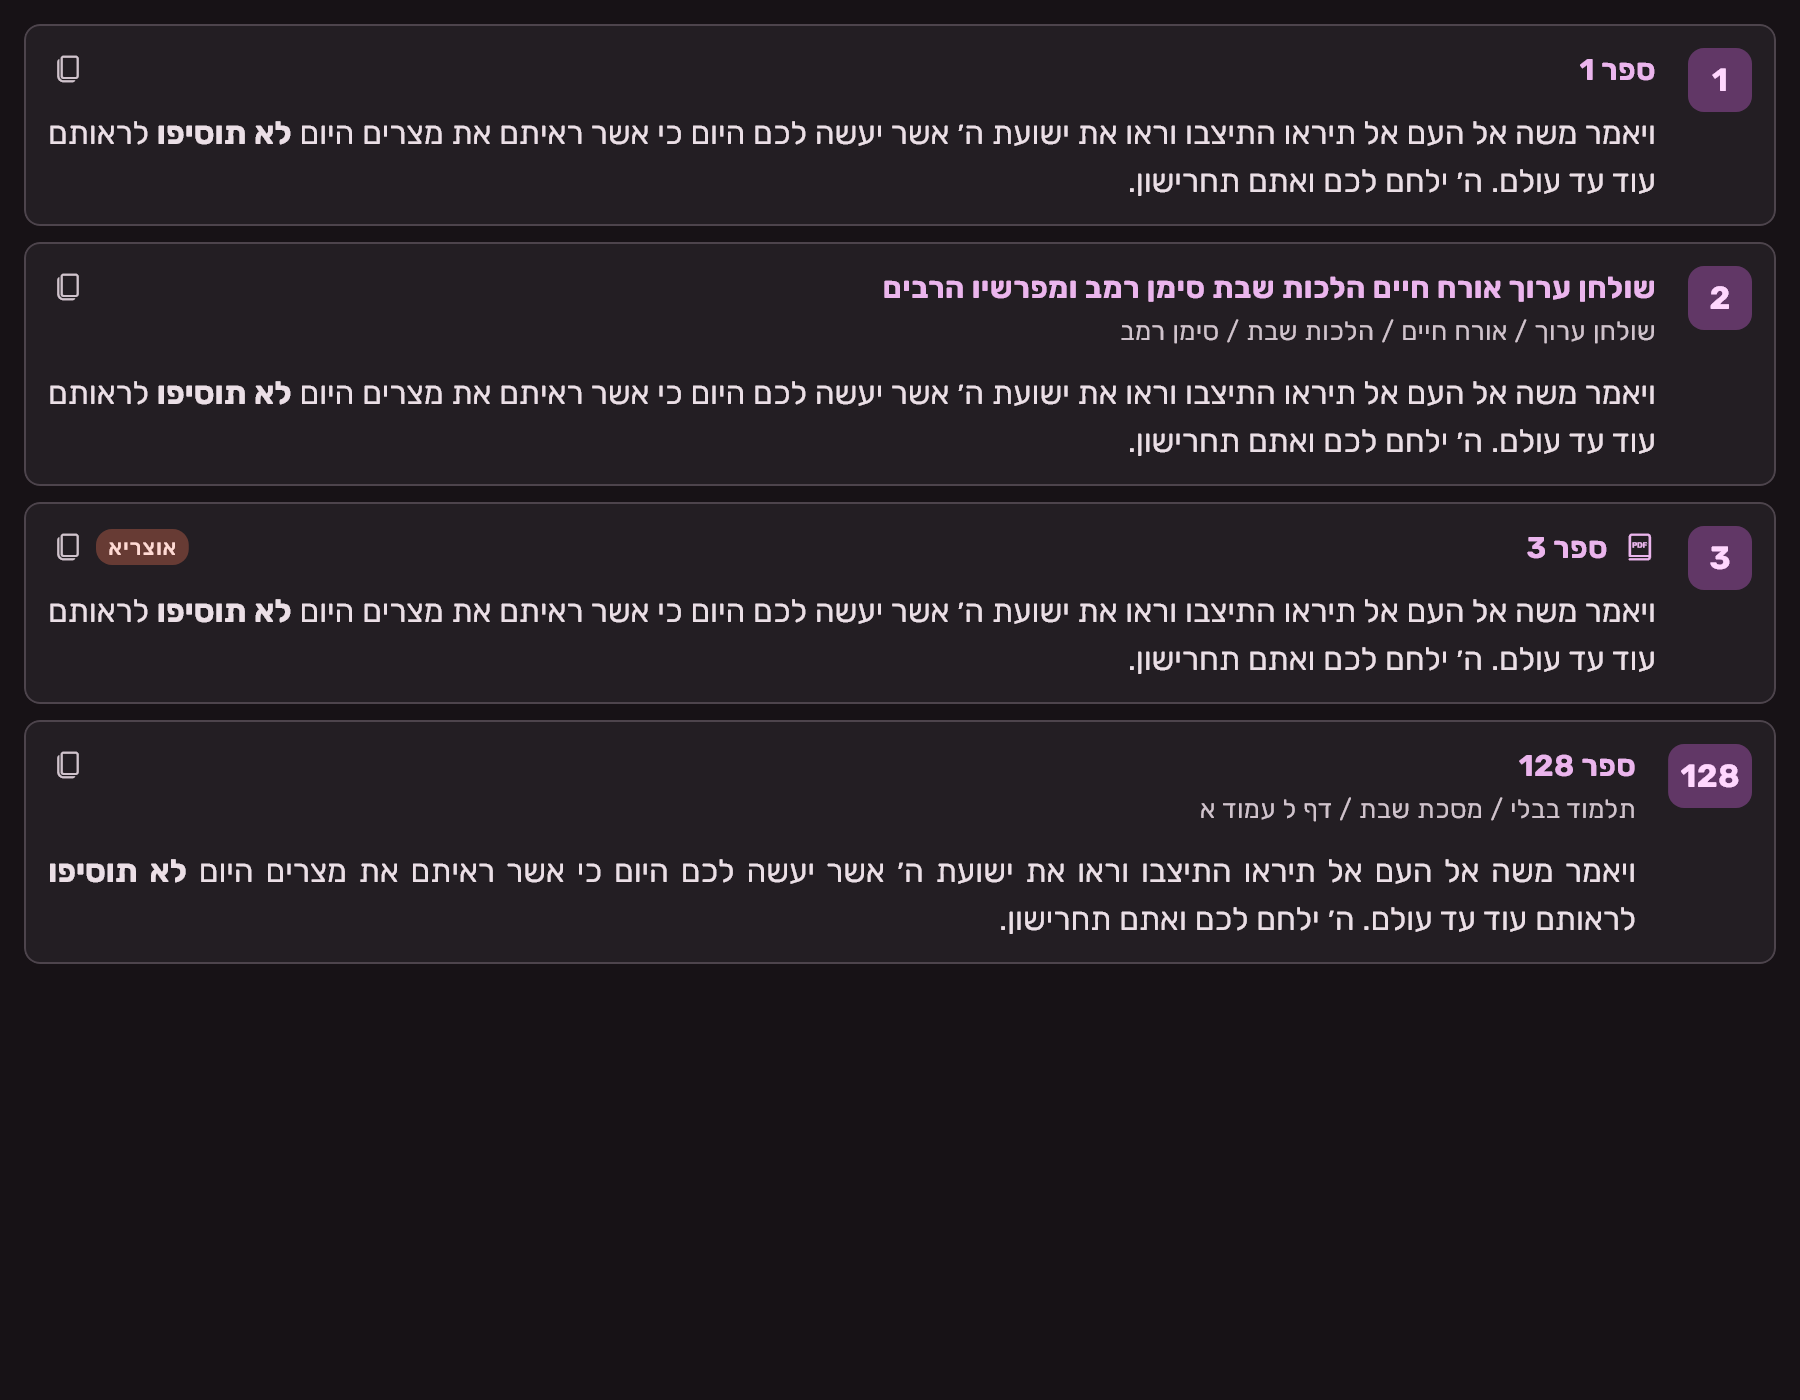 1
ספר 1
ויאמר משה אל העם אל תיראו התיצבו וראו את ישועת ה׳ אשר יעשה לכם היום כי אשר ראיתם את מצרים היום לא תוסיפו לראותם
עוד עד עולם. ה׳ ילחם לכם ואתם תחרישון.
2
שולחן ערוך אורח חיים הלכות שבת סימן רמב ומפרשיו הרבים
שולחן ערוך / אורח חיים / הלכות שבת / סימן רמב
ויאמר משה אל העם אל תיראו התיצבו וראו את ישועת ה׳ אשר יעשה לכם היום כי אשר ראיתם את מצרים היום לא תוסיפו לראותם
עוד עד עולם. ה׳ ילחם לכם ואתם תחרישון.
3
PDF ספר 3
אוצריא
ויאמר משה אל העם אל תיראו התיצבו וראו את ישועת ה׳ אשר יעשה לכם היום כי אשר ראיתם את מצרים היום לא תוסיפו לראותם
עוד עד עולם. ה׳ ילחם לכם ואתם תחרישון.
128
ספר 128
תלמוד בבלי / מסכת שבת / דף ל עמוד א
ויאמר משה אל העם אל תיראו התיצבו וראו את ישועת ה׳ אשר יעשה לכם היום כי אשר ראיתם את מצרים היום לא תוסיפו
לראותם עוד עד עולם. ה׳ ילחם לכם ואתם תחרישון.